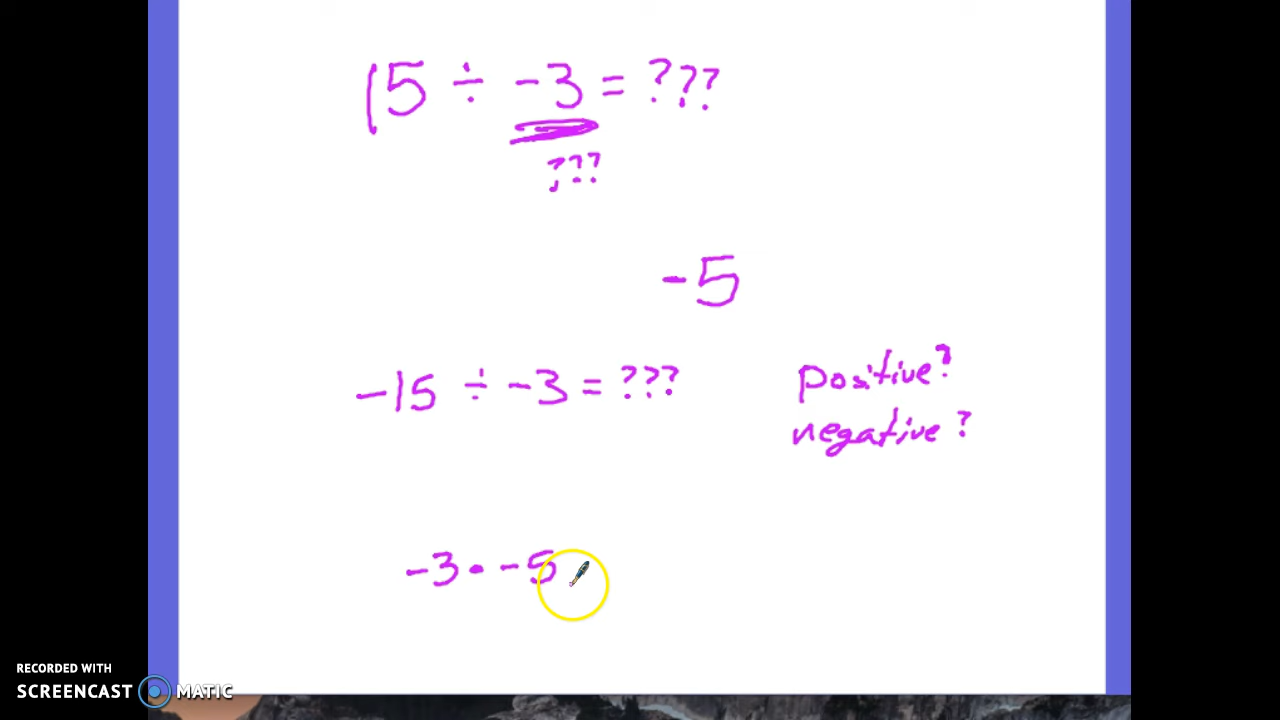 15 ÷ -3 = ???
???
-5
-15 ÷ -3 = ???
positive?
negative?
-3 • -5
RECORDED WITH
SCREENCAST MATIC